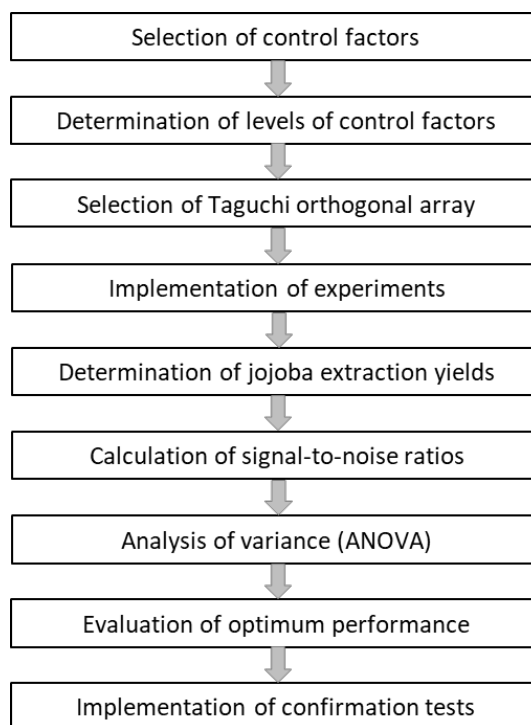 Selection of control factors
Determination of levels of control factors
Selection of Taguchi orthogonal array
Implementation of experiments
Determination of jojoba extraction yields
Calculation of signal-to-noise ratios
Analysis of variance (ANOVA)
Evaluation of optimum performance
Implementation of confirmation tests